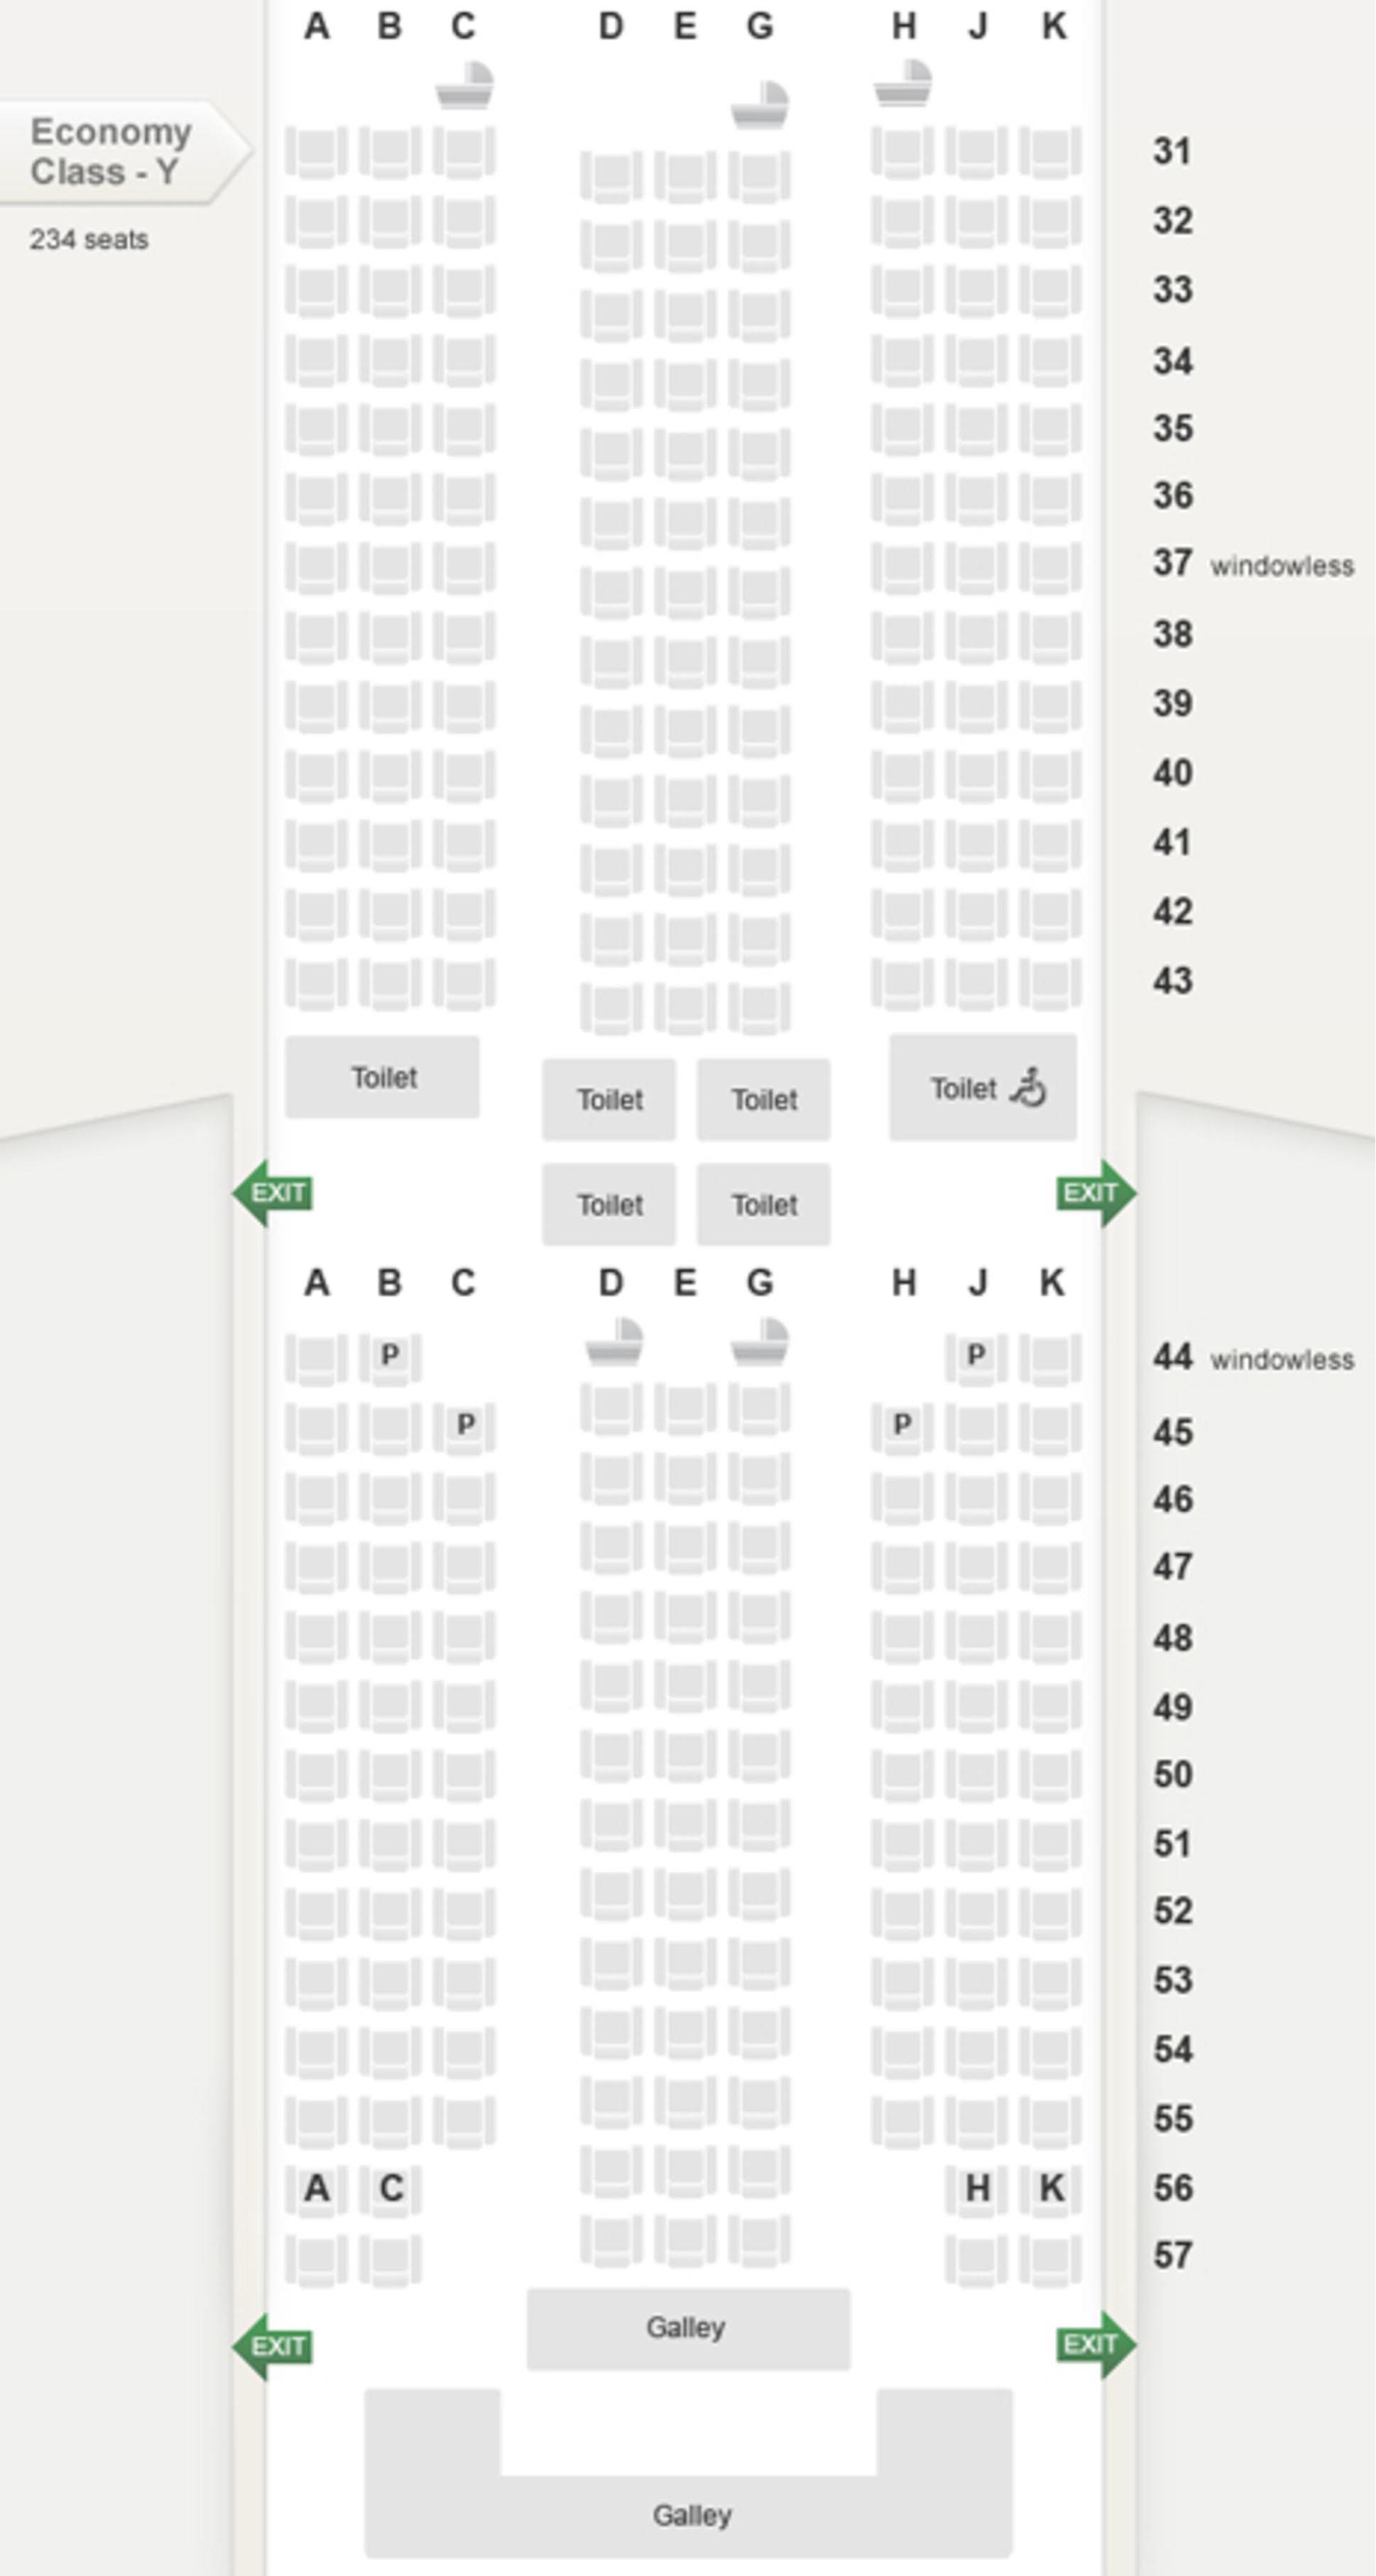 A B C D E G H J K
Economy
Class - Y
234 seats
31
32
33
34
35
36
37 windowless
38
39
40
41
42
43
Toilet
Toilet Toilet
Toilet
EXIT
Toilet Toilet
EXIT
A B C D E G H J K
P P 44 windowless
P P 45
46
47
48
49
50
51
52
53
54
55
A C H K 56
57
Galley
EXIT EXIT
Galley